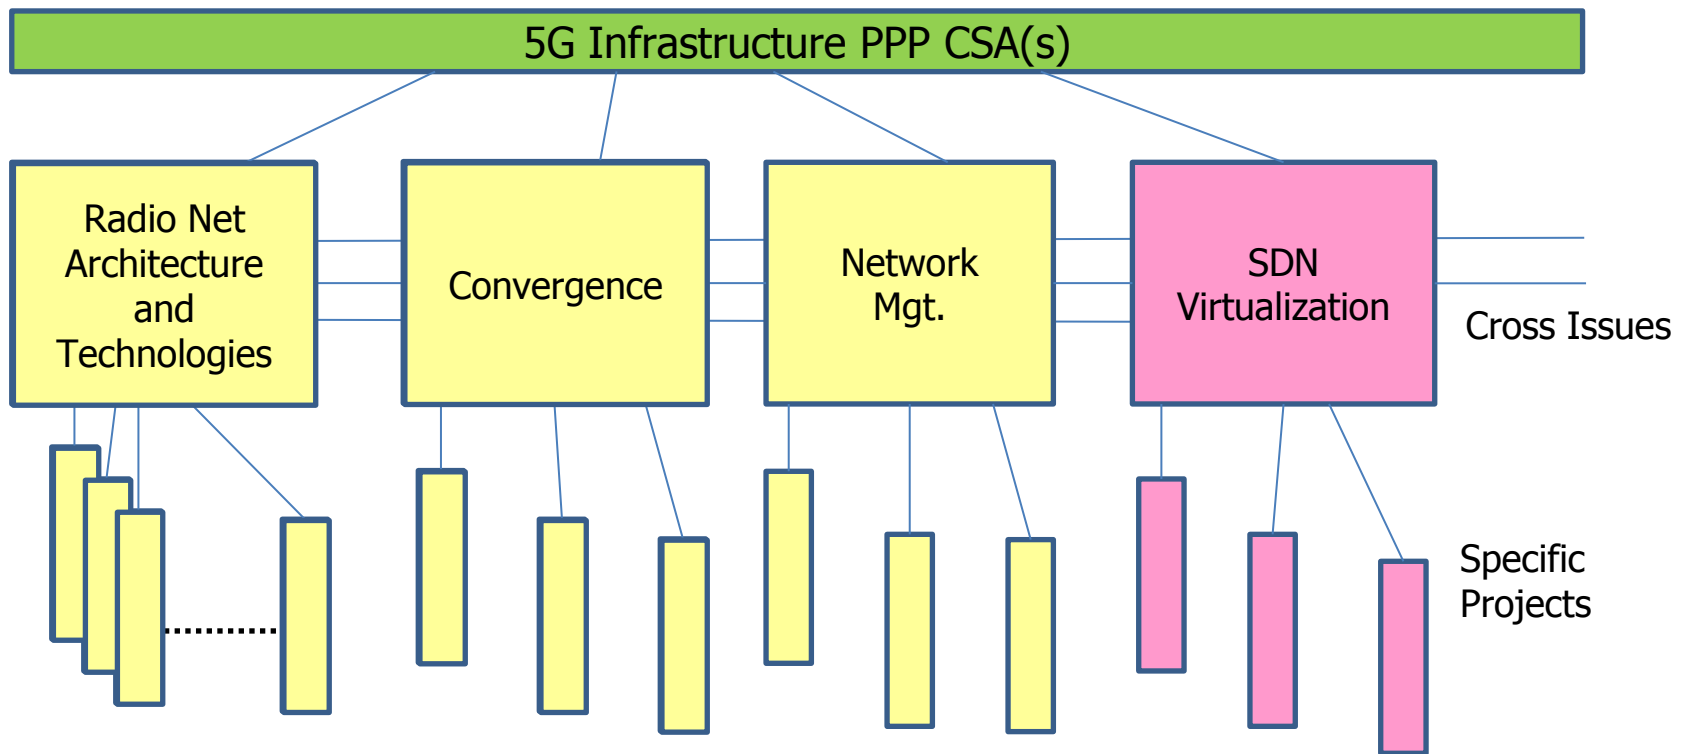 5G Infrastructure PPP CSA(s)
Radio Net
Architecture
and
Technologies
Convergence
Network
Mgt.
SDN
Virtualization
Cross Issues
Specific
Projects